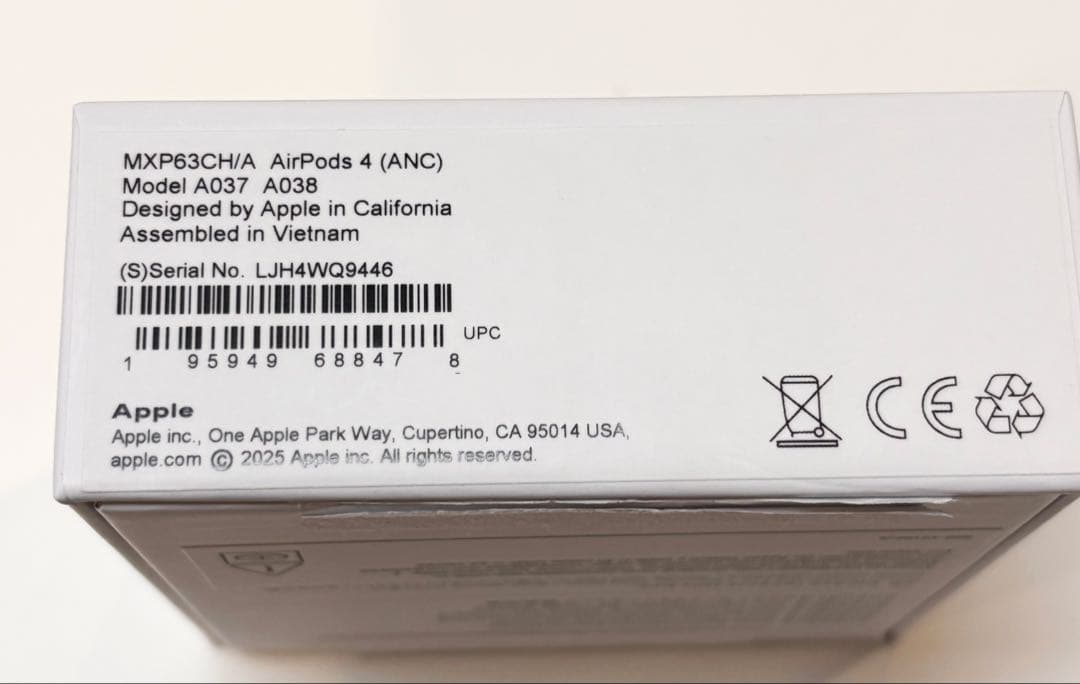 MXP63CH/A AirPods 4 (ANC)
Model A037 A038
Designed by Apple in California
Assembled in Vietnam
(S)Serial No. LJH4WQ9446
UPC
1 95949 68847 8
Apple
Apple inc., One Apple Park Way, Cupertino, CA 95014 USA,
apple.com © 2025 Apple inc. All rights reserved.
CE